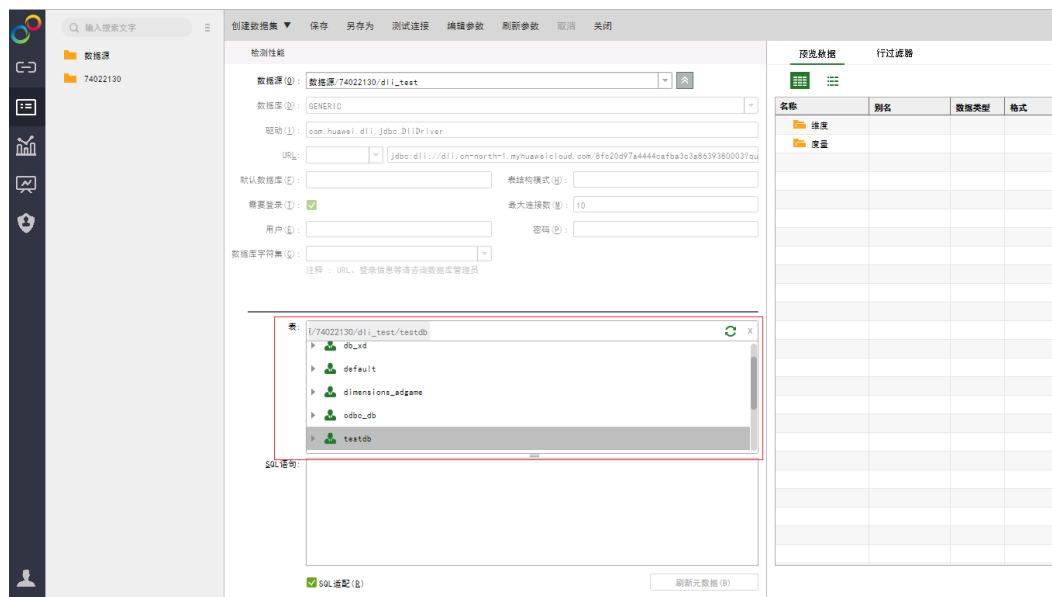 输入搜索文字
创建数据集 ▼ 保存 另存为 测试连接 编辑参数 刷新参数 取消 关闭
数据源
74022130
检测性能
数据源(O): 数据源/74022130/dli_test
数据库(D): GENERIC
驱动(I): com.huawei.dli.jdbc.DliDriver
URL: jdbc:dli://dli.cn-north-1.myhuaweicloud.com/8fc20d97a4444cafba3c3a8639380003?qu
默认数据库(F): 表结构模式(H):
需要登录(T): 最大连接数(M): 10
用户(E): 密码(P):
数据库字符集(C):
注释 : URL、登录信息等请咨询数据库管理员
表: /74022130/dli_test/testdb x
db_xd
default
dimensions_adgame
odbc_db
testdb
SQL语句:
SQL适配(R) 刷新元数据(B)
预览数据 行过滤器
名称 别名 数据类型 格式
维度
度量